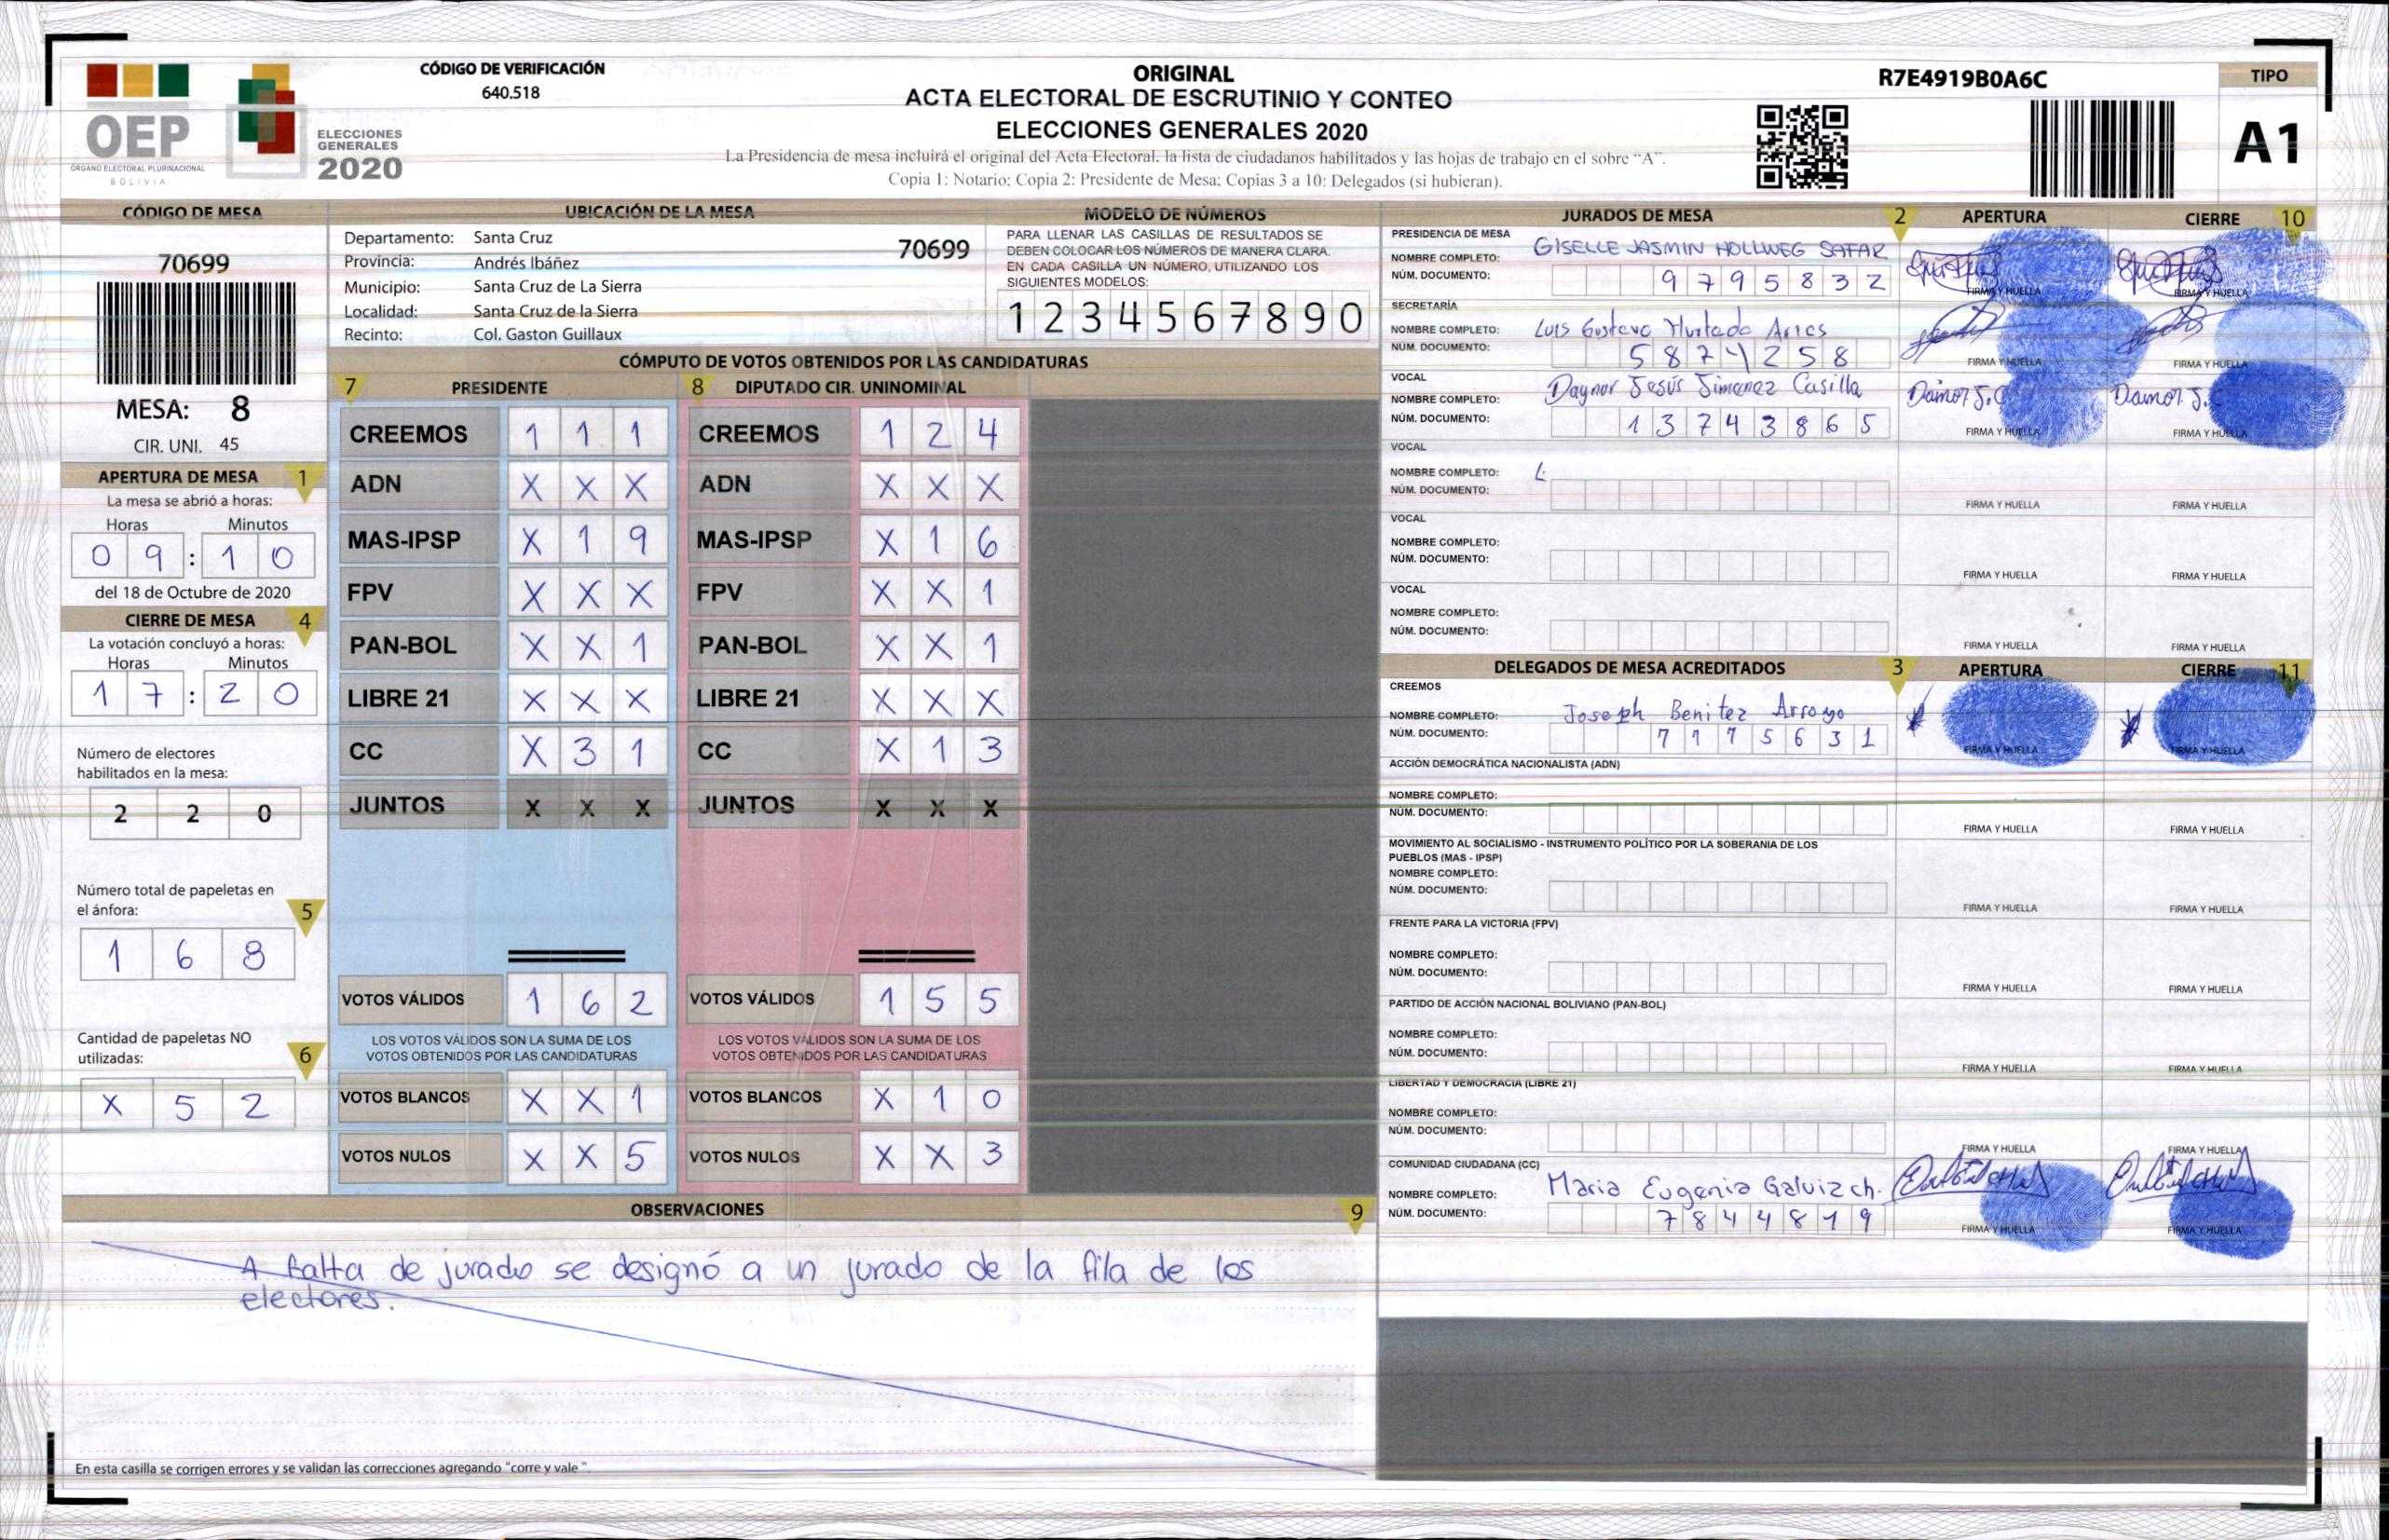 CÓDIGO DE VERIFICACIÓN
640.518
OEP
ÓRGANO ELECTORAL PLURINACIONAL
BOLIVIA
ELECCIONES
GENERALES
2020
ORIGINAL
ACTA ELECTORAL DE ESCRUTINIO Y CONTEO
ELECCIONES GENERALES 2020
La Presidencia de mesa incluirá el original del Acta Electoral, la lista de ciudadanos habilitados y las hojas de trabajo en el sobre "A".
Copia 1: Notario; Copia 2: Presidente de Mesa; Copias 3 a 10: Delegados (si hubieran).
R7E4919B0A6C
TIPO
A1
CÓDIGO DE MESA
70699
MESA: 8
CIR. UNI. 45
APERTURA DE MESA 1
La mesa se abrió a horas:
Horas Minutos
0 9 : 1 0
del 18 de Octubre de 2020
CIERRE DE MESA 4
La votación concluyó a horas:
Horas Minutos
1 7 : 2 0
Número de electores
habilitados en la mesa:
2 2 0
Número total de papeletas en
el ánfora: 5
1 6 8
Cantidad de papeletas NO
utilizadas: 6
X 5 2
UBICACIÓN DE LA MESA
Departamento: Santa Cruz 70699
Provincia: Andrés Ibáñez
Municipio: Santa Cruz de La Sierra
Localidad: Santa Cruz de la Sierra
Recinto: Col. Gaston Guillaux
MODELO DE NÚMEROS
PARA LLENAR LAS CASILLAS DE RESULTADOS SE
DEBEN COLOCAR LOS NÚMEROS DE MANERA CLARA.
EN CADA CASILLA UN NÚMERO, UTILIZANDO LOS
SIGUIENTES MODELOS:
1 2 3 4 5 6 7 8 9 0
CÓMPUTO DE VOTOS OBTENIDOS POR LAS CANDIDATURAS
7 PRESIDENTE 8 DIPUTADO CIR. UNINOMINAL
CREEMOS 1 1 1 CREEMOS 1 2 4
ADN X X X ADN X X X
MAS-IPSP X 1 9 MAS-IPSP X 1 6
FPV X X X FPV X X 1
PAN-BOL X X 1 PAN-BOL X X 1
LIBRE 21 X X X LIBRE 21 X X X
CC X 3 1 CC X 1 3
JUNTOS X X X JUNTOS X X X
VOTOS VÁLIDOS 1 6 2 VOTOS VÁLIDOS 1 5 5
LOS VOTOS VÁLIDOS SON LA SUMA DE LOS LOS VOTOS VÁLIDOS SON LA SUMA DE LOS
VOTOS OBTENIDOS POR LAS CANDIDATURAS VOTOS OBTENIDOS POR LAS CANDIDATURAS
VOTOS BLANCOS X X 1 VOTOS BLANCOS X 1 0
VOTOS NULOS X X 5 VOTOS NULOS X X 3
OBSERVACIONES 9
A falta de jurado se designó a un jurado de la fila de los
electores.
En esta casilla se corrigen errores y se validan las correcciones agregando "corre y vale ".
JURADOS DE MESA 2 APERTURA CIERRE 10
PRESIDENCIA DE MESA
NOMBRE COMPLETO: GISELLE JASMIN HOLLWEG SAFAR
NÚM. DOCUMENTO: 9 7 9 5 8 3 2
FIRMA Y HUELLA FIRMA Y HUELLA
SECRETARÍA
NOMBRE COMPLETO: Luis Gustavo Hurtado Arias
NÚM. DOCUMENTO: 5 8 7 4 2 5 8
FIRMA Y HUELLA FIRMA Y HUELLA
VOCAL
NOMBRE COMPLETO: Daynor Jesús Jimenez Casilla
NÚM. DOCUMENTO: 1 3 7 4 3 8 6 5
FIRMA Y HUELLA FIRMA Y HUELLA
VOCAL
NOMBRE COMPLETO:
NÚM. DOCUMENTO:
FIRMA Y HUELLA FIRMA Y HUELLA
VOCAL
NOMBRE COMPLETO:
NÚM. DOCUMENTO:
FIRMA Y HUELLA FIRMA Y HUELLA
VOCAL
NOMBRE COMPLETO:
NÚM. DOCUMENTO:
FIRMA Y HUELLA FIRMA Y HUELLA
DELEGADOS DE MESA ACREDITADOS 3 APERTURA CIERRE 11
CREEMOS
NOMBRE COMPLETO: Joseph Benitez Arroyo
NÚM. DOCUMENTO: 7 1 7 5 6 3 1
FIRMA Y HUELLA FIRMA Y HUELLA
ACCIÓN DEMOCRÁTICA NACIONALISTA (ADN)
NOMBRE COMPLETO:
NÚM. DOCUMENTO:
FIRMA Y HUELLA FIRMA Y HUELLA
MOVIMIENTO AL SOCIALISMO - INSTRUMENTO POLÍTICO POR LA SOBERANIA DE LOS
PUEBLOS (MAS - IPSP)
NOMBRE COMPLETO:
NÚM. DOCUMENTO:
FIRMA Y HUELLA FIRMA Y HUELLA
FRENTE PARA LA VICTORIA (FPV)
NOMBRE COMPLETO:
NÚM. DOCUMENTO:
FIRMA Y HUELLA FIRMA Y HUELLA
PARTIDO DE ACCIÓN NACIONAL BOLIVIANO (PAN-BOL)
NOMBRE COMPLETO:
NÚM. DOCUMENTO:
FIRMA Y HUELLA FIRMA Y HUELLA
LIBERTAD Y DEMOCRACIA (LIBRE 21)
NOMBRE COMPLETO:
NÚM. DOCUMENTO:
FIRMA Y HUELLA FIRMA Y HUELLA
COMUNIDAD CIUDADANA (CC)
NOMBRE COMPLETO: Maria Eugenia Galviz ch.
NÚM. DOCUMENTO: 7 8 4 4 8 1 9
FIRMA Y HUELLA FIRMA Y HUELLA